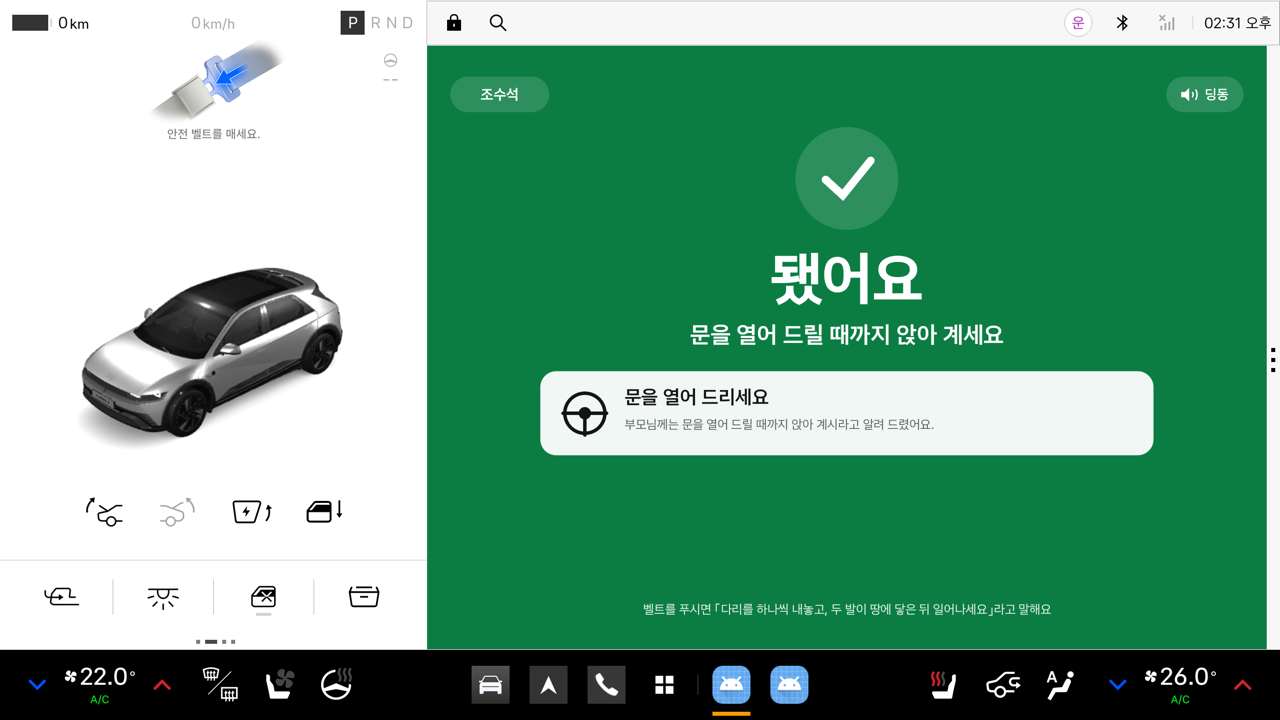 0km
0km/h
P R N D
안전 벨트를 매세요.
운
02:31 오후
조수석
딩동
됐어요
문을 열어 드릴 때까지 앉아 계세요
문을 열어 드리세요
부모님께는 문을 열어 드릴 때까지 앉아 계시라고 알려 드렸어요.
벨트를 푸시면 「다리를 하나씩 내놓고, 두 발이 땅에 닿은 뒤 일어나세요」라고 말해요
22.0°
A/C
A
26.0°
A/C